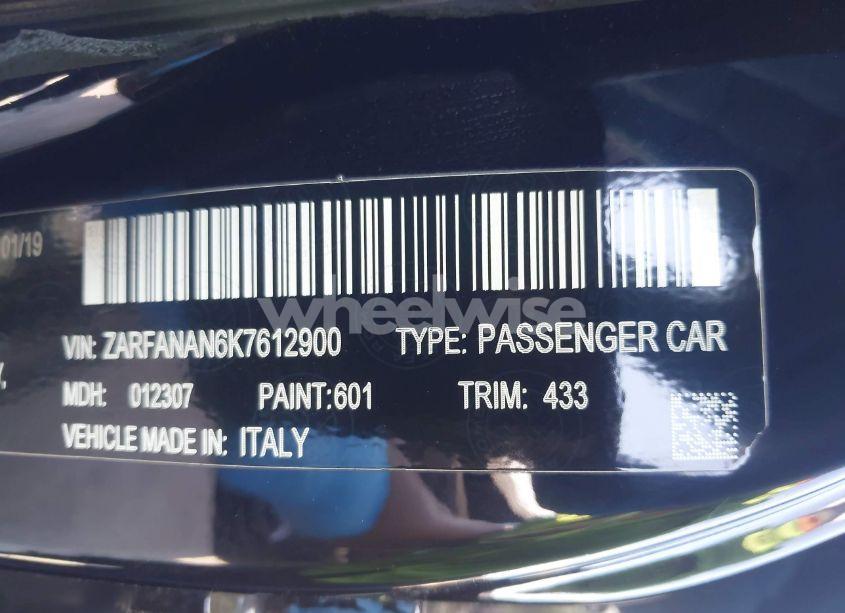 01/19
wheelwise
VIN: ZARFANAN6K7612900 TYPE: PASSENGER CAR
MDH: 012307 PAINT:601 TRIM: 433
VEHICLE MADE IN: ITALY